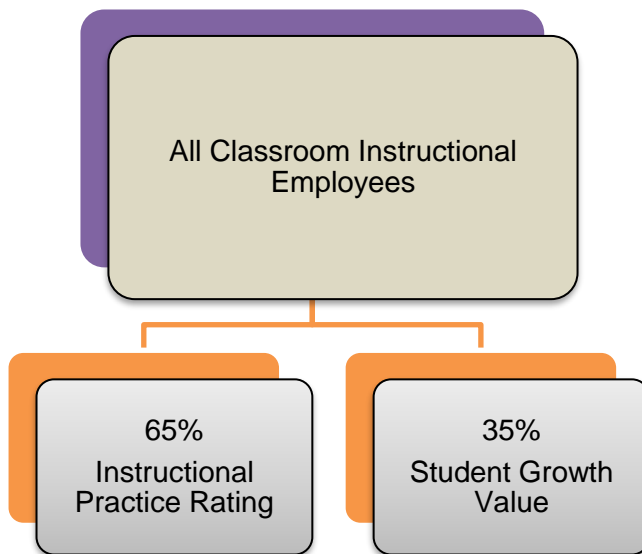 All Classroom Instructional
Employees
65%
Instructional
Practice Rating
35%
Student Growth
Value